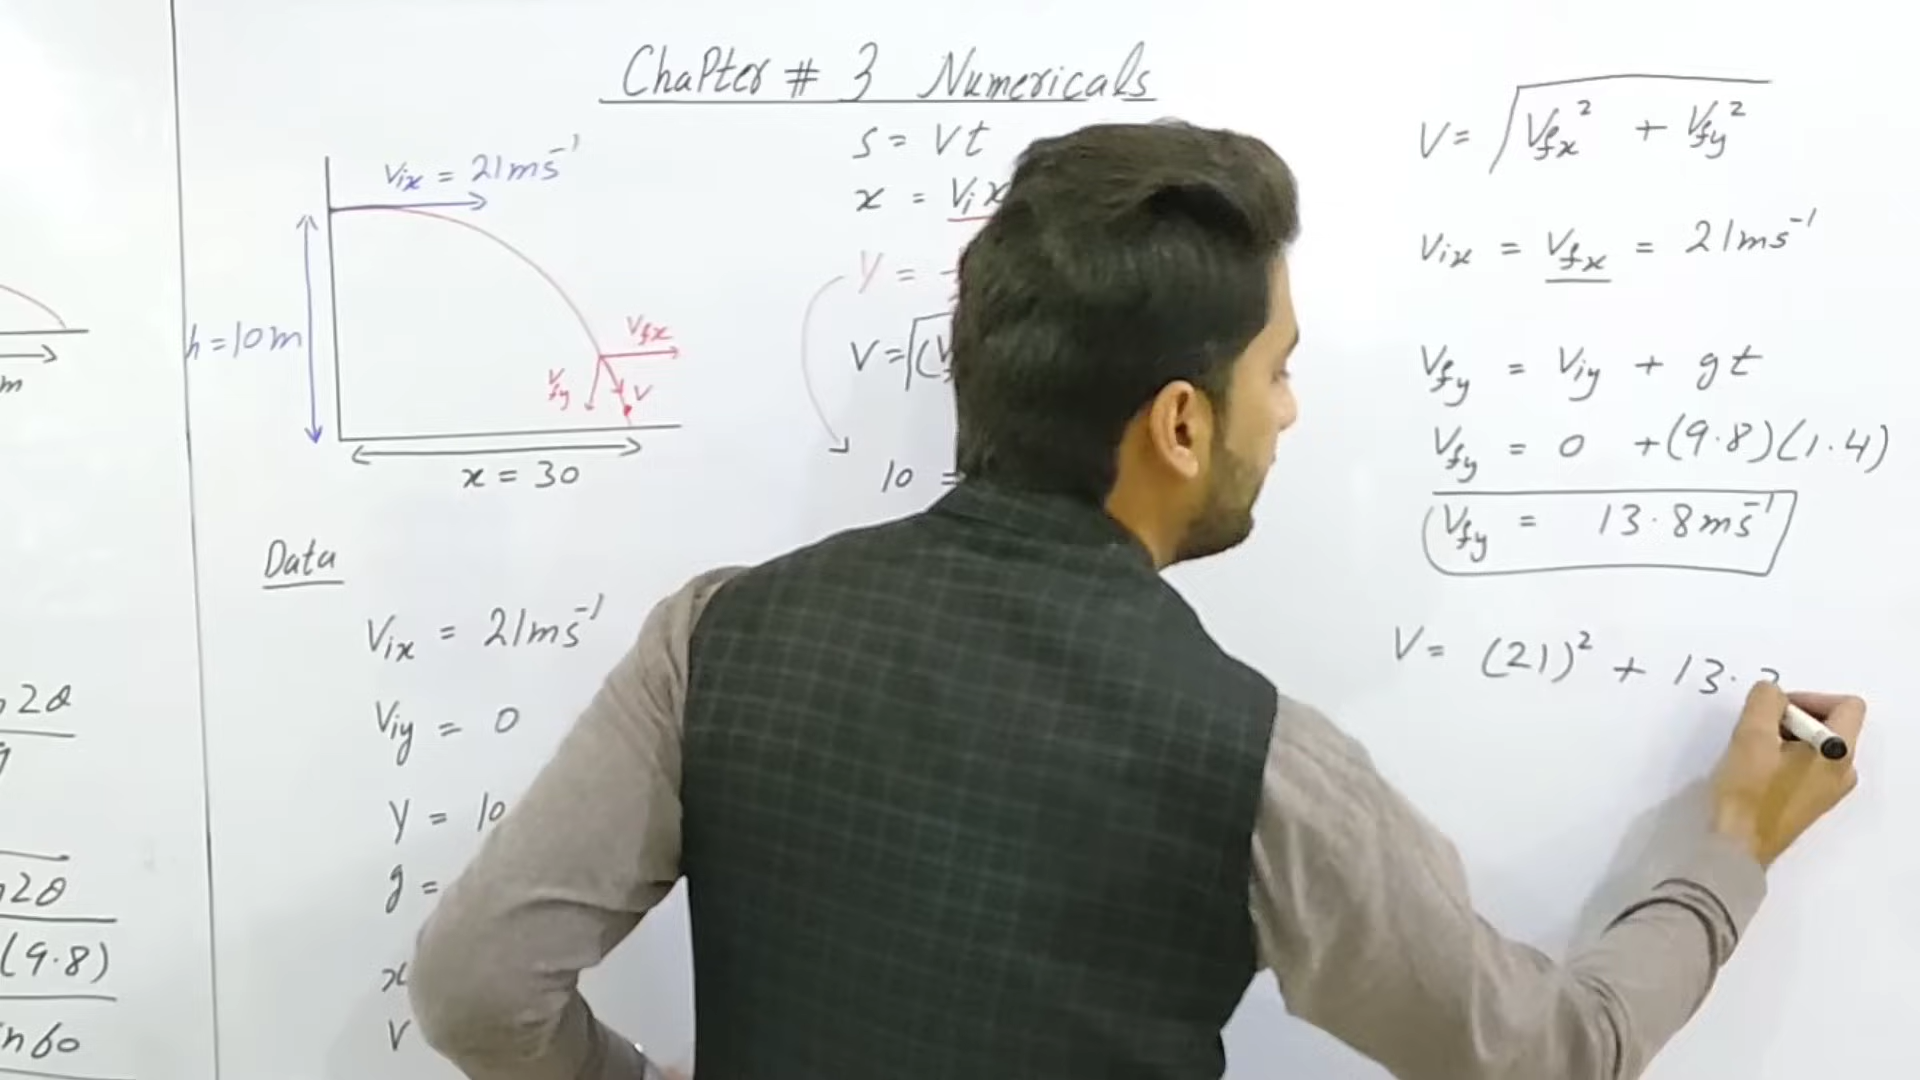 ChaPter # 3 Numericals
Vix = 21ms⁻¹
h = 10m
Vfx
Vfy
V
x = 30
m
Data
Vix = 21ms⁻¹
Viy = 0
y = 10
g =
x
V
2θ
2θ
(9.8)
n60
S = Vt
x = Vix
Y = -
V = √(V
10 =
V = √Vfx² + Vfy²
Vix = Vfx = 21ms⁻¹
Vfy = Viy + gt
Vfy = 0 + (9.8)(1.4)
Vfy = 13.8ms⁻¹
V = (21)² + 13.